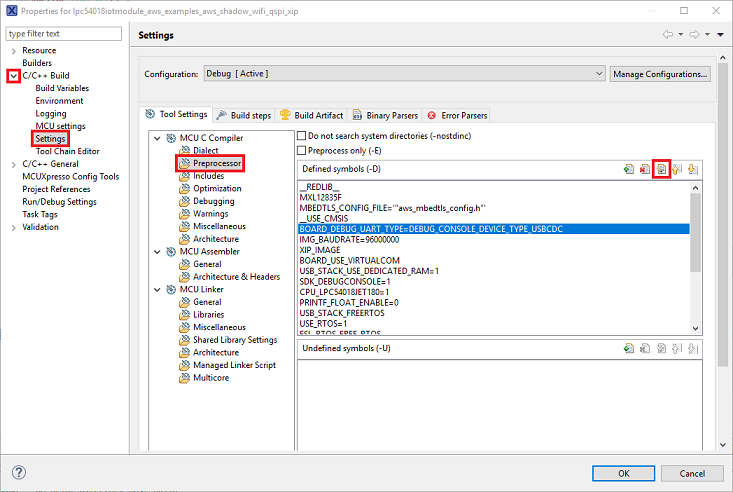 Properties for lpc54018iotmodule_aws_examples_aws_shadow_wifi_qspi_xip
type filter text
Resource
Builders
C/C++ Build
Build Variables
Environment
Logging
MCU settings
Settings
Tool Chain Editor
C/C++ General
MCUXpresso Config Tools
Project References
Run/Debug Settings
Task Tags
Validation
Settings
Configuration:
Debug [ Active ]
Manage Configurations...
Tool Settings
Build steps
Build Artifact
Binary Parsers
Error Parsers
MCU C Compiler
Dialect
Preprocessor
Includes
Optimization
Debugging
Warnings
Miscellaneous
Architecture
MCU Assembler
General
Architecture & Headers
MCU Linker
General
Libraries
Miscellaneous
Shared Library Settings
Architecture
Managed Linker Script
Multicore
Do not search system directories (-nostdinc)
Preprocess only (-E)
Defined symbols (-D)
__REDLIB__
MXL12835F
MBEDTLS_CONFIG_FILE='"aws_mbedtls_config.h"'
__USE_CMSIS
BOARD_DEBUG_UART_TYPE=DEBUG_CONSOLE_DEVICE_TYPE_USBCDC
IMG_BAUDRATE=96000000
XIP_IMAGE
BOARD_USE_VIRTUALCOM
USB_STACK_USE_DEDICATED_RAM=1
SDK_DEBUGCONSOLE=1
CPU_LPC54018JET180=1
PRINTF_FLOAT_ENABLE=0
USB_STACK_FREERTOS
USE_RTOS=1
FSL_RTOS_FREE_RTOS
Undefined symbols (-U)
OK
Cancel